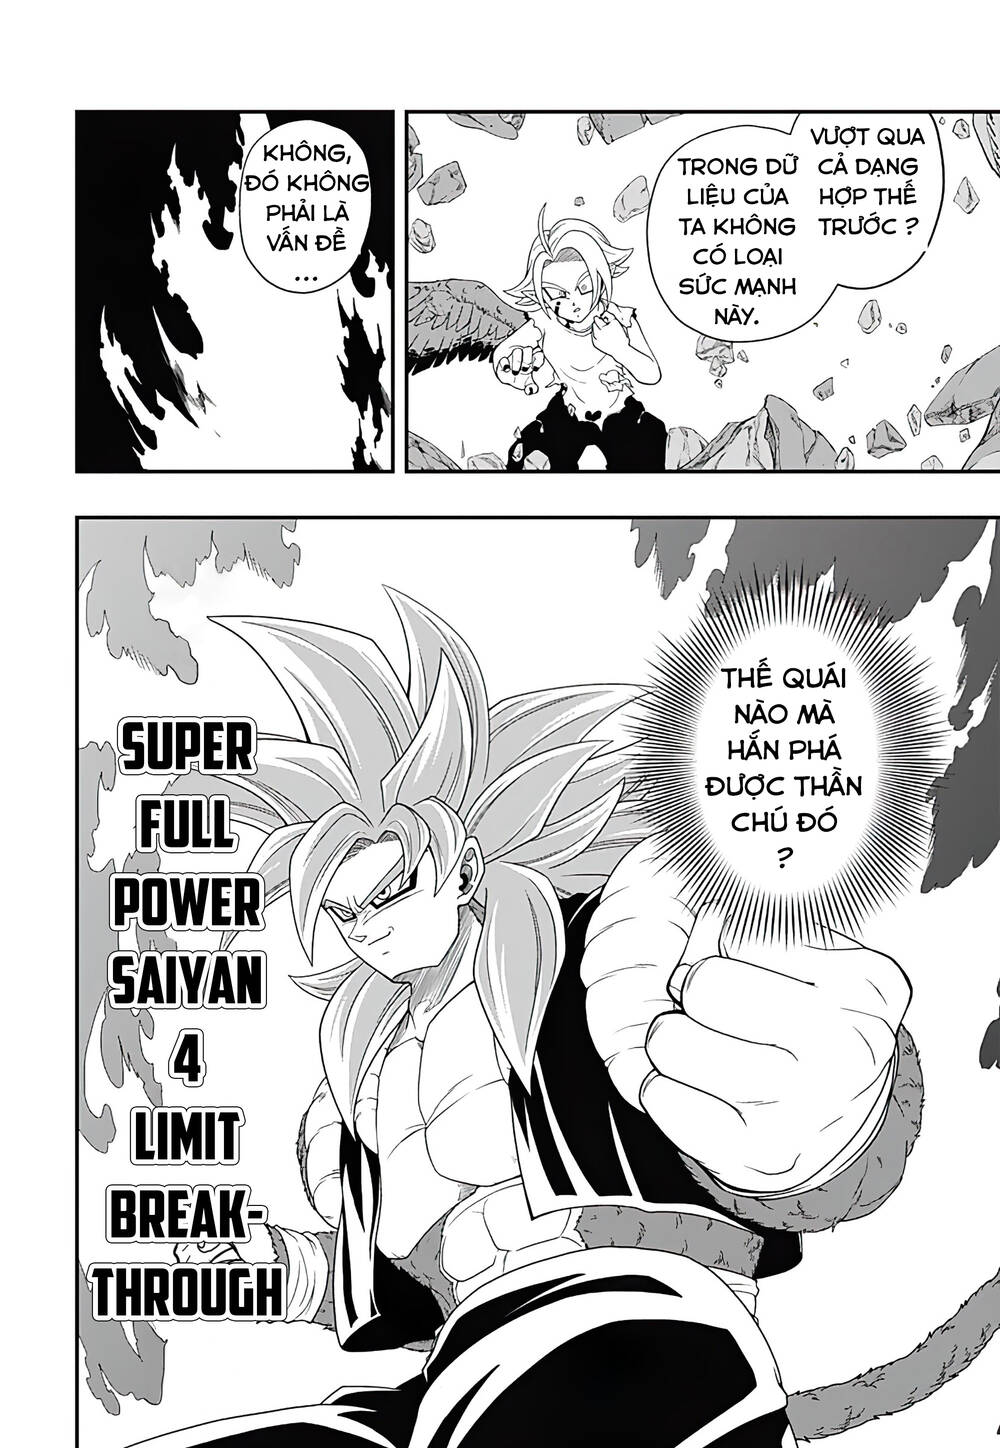 VƯỢT QUA
CẢ DẠNG
HỢP THẾ
TRƯỚC ?
TRONG DỮ
LIỆU CỦA
TA KHÔNG
CÓ LOẠI
SỨC MẠNH
NÀY.
KHÔNG,
ĐÓ KHÔNG
PHẢI LÀ
VẤN ĐỀ
...
THẾ QUÁI
NÀO MÀ
HẮN PHÁ
ĐƯỢC THẦN
CHÚ ĐÓ
?
SUPER
FULL
POWER
SAIYAN
4
LIMIT
BREAK-
THROUGH